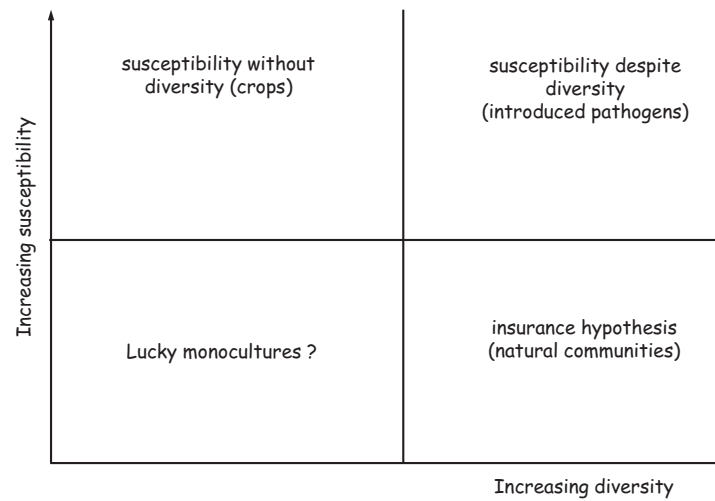 susceptibility without
diversity (crops)
susceptibility despite
diversity
(introduced pathogens)
Increasing susceptibility
Lucky monocultures ?
insurance hypothesis
(natural communities)
Increasing diversity